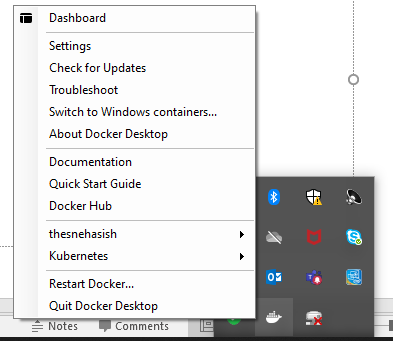 Dashboard
Settings
Check for Updates
Troubleshoot
Switch to Windows containers...
About Docker Desktop
Documentation
Quick Start Guide
Docker Hub
thesnehasish
Kubernetes
Restart Docker...
Quit Docker Desktop
Notes
Comments